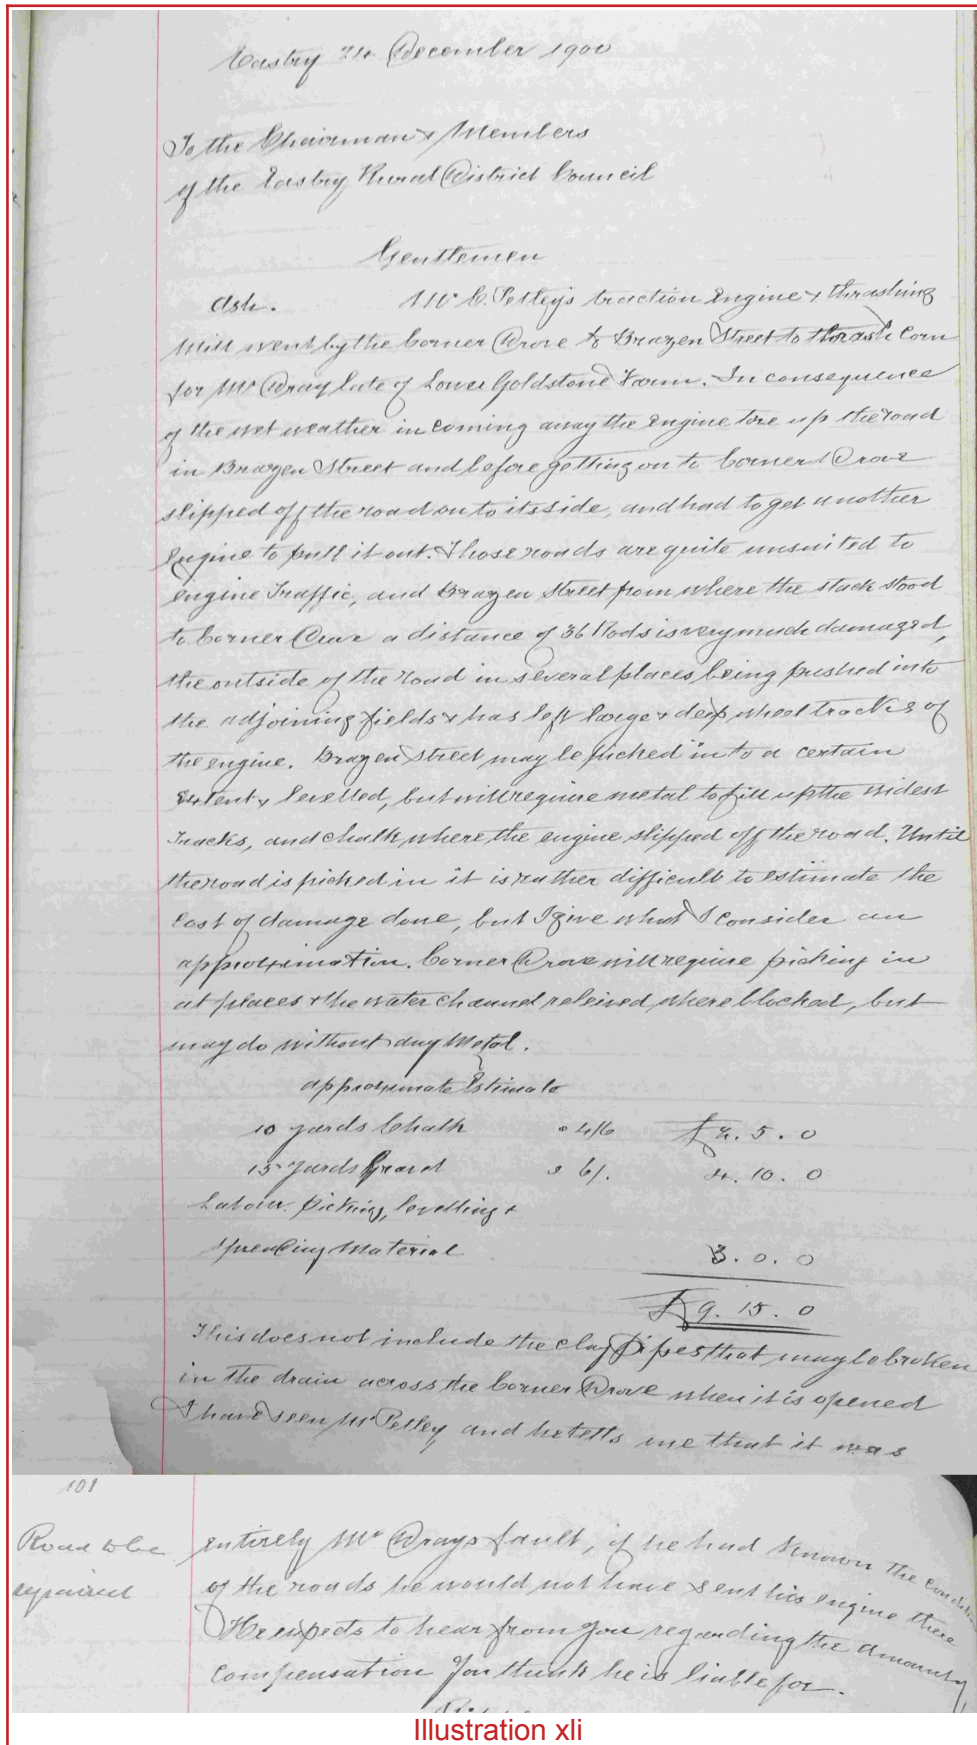 Eastry 24 December 1900
To the Chairman & Members
of the Eastry Rural District Council
Gentlemen
Ash. Mr C. Petley's traction Engine & thrashing
Mill went by the Corner Drove to Brazen Street to thrash Corn
for Mr Dray late of Lower Goldstone Farm. In consequence
of the wet weather in coming away the Engine tore up the road
in Brazen Street and before getting on to Corner Drove
slipped off the road on to its side, and had to get another
Engine to pull it out. Those roads are quite unsuited to
Engine Traffic, and Brazen Street from where the stack stood
to Corner Drove a distance of 36 Rods is very much damaged,
the outside of the road in several places being pushed into
the adjoining fields & has left large & deep wheel tracks of
the engine. Brazen Street may be picked in to a certain
Extent & levelled, but will require metal to fill up the widest
Tracks, and chalk where the engine slipped off the road. Until
the road is picked in it is rather difficult to estimate the
Cost of damage done, but I give what I consider an
approximation. Corner Drove will require picking in
at places & the water channel relieved where blocked, but
may do without any Metal.
approximate Estimate
10 yards Chalk @ 4/6 £2. 5. 0
15 yards Gravel @ 6/. 4. 10. 0
Labour. picking, levelling &
spreading Material 3. 0. 0
£9. 15. 0
This does not include the clay pipes that may be broken
in the drain across the Corner Drove when it is opened
I have seen Mr Petley, and he tells me that it was
101
Road to be
repaired
entirely Mr Drays fault, if he had known the condition
of the roads he would not have sent his engine there
He expects to hear from you regarding the amount
compensation you think he is liable for.
Illustration xli